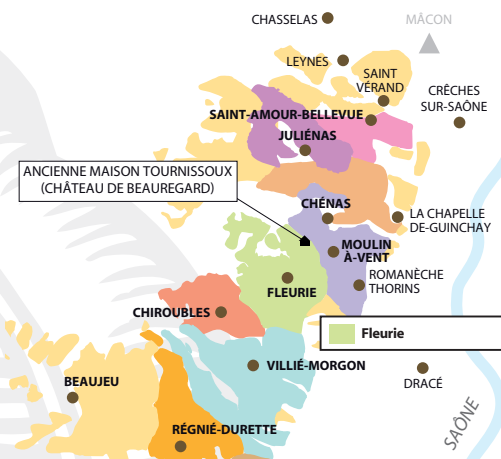 CHASSELAS
MÂCON
LEYNES
SAINT
VÉRAND
CRÊCHES
SUR-SAÔNE
SAINT-AMOUR-BELLEVUE
JULIÉNAS
ANCIENNE MAISON TOURNISSOUX
(CHÂTEAU DE BEAUREGARD)
CHÉNAS
LA CHAPELLE
DE-GUINCHAY
MOULIN
À-VENT
ROMANÈCHE
THORINS
FLEURIE
CHIROUBLES
Fleurie
VILLIÉ-MORGON
BEAUJEU
DRACÉ
SAÔNE
RÉGNIÉ-DURETTE